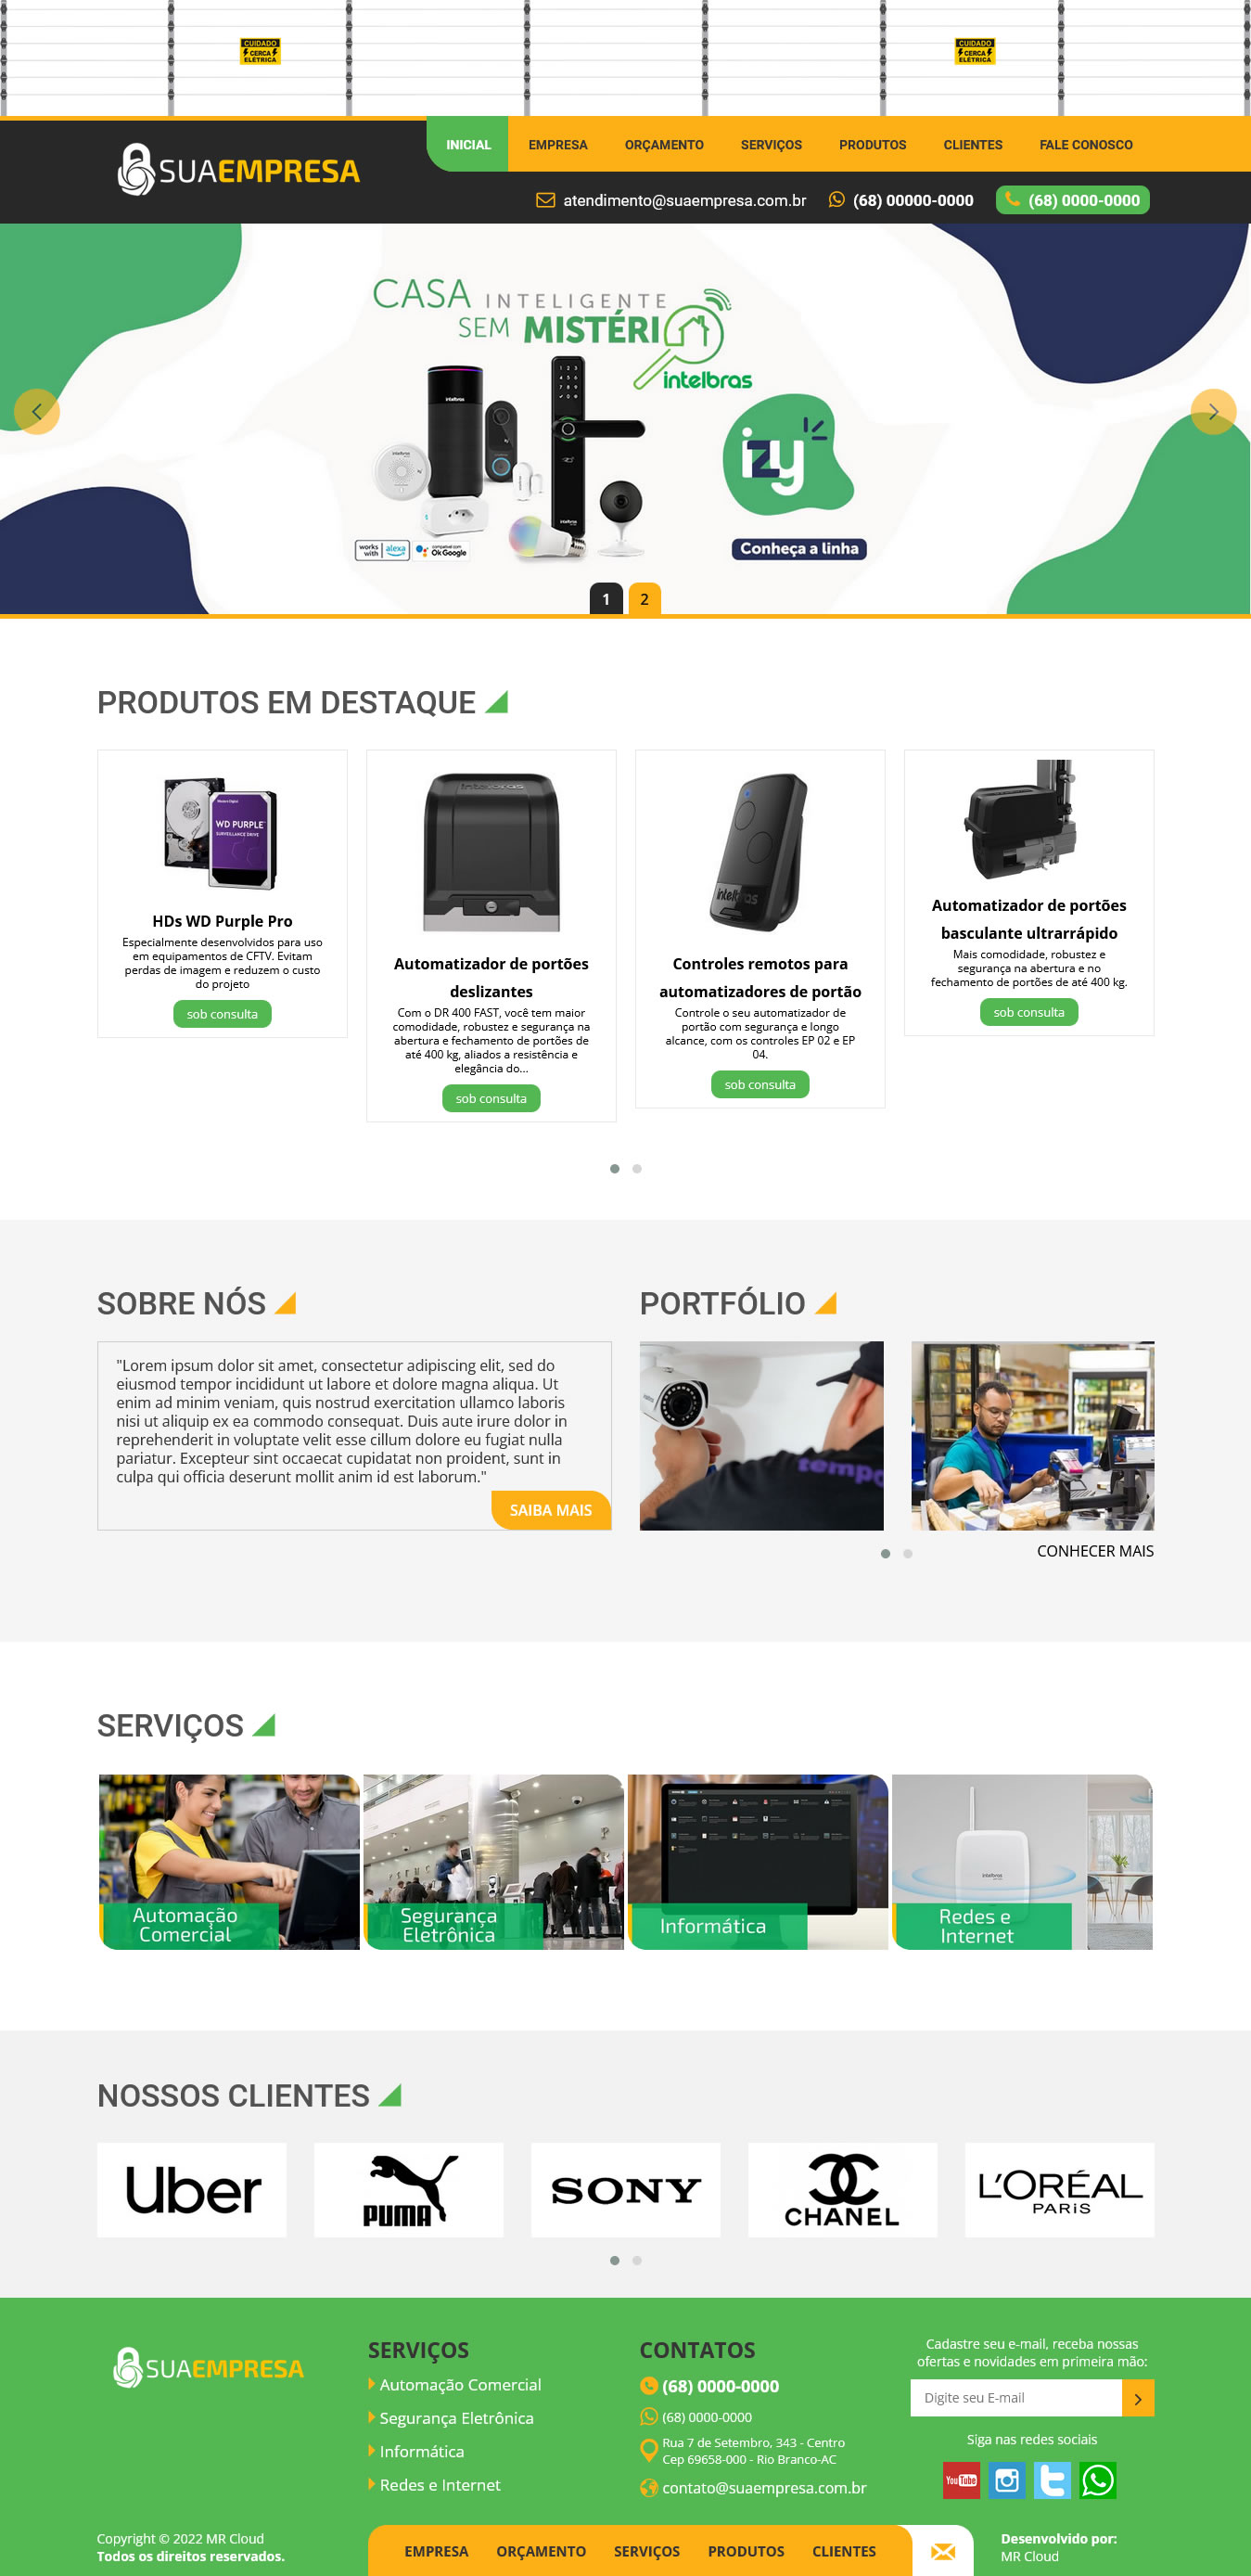 CUIDADO
CERCA
ELÉTRICA
CUIDADO
CERCA
ELÉTRICA
SUAEMPRESA
INICIAL EMPRESA ORÇAMENTO SERVIÇOS PRODUTOS CLIENTES FALE CONOSCO
atendimento@suaempresa.com.br (68) 00000-0000 (68) 0000-0000
CASA INTELIGENTE
SEM MISTÉRI
intelbras
izy
works with alexa
compatível com Ok Google
Conheça a linha
1 2
PRODUTOS EM DESTAQUE
WD PURPLE
SURVEILLANCE DRIVE
HDs WD Purple Pro
Especialmente desenvolvidos para uso
em equipamentos de CFTV. Evitam
perdas de imagem e reduzem o custo
do projeto
sob consulta
intelbras
Automatizador de portões
deslizantes
Com o DR 400 FAST, você tem maior
comodidade, robustez e segurança na
abertura e fechamento de portões de
até 400 kg, aliados a resistência e
elegância do...
sob consulta
intelbras
Controles remotos para
automatizadores de portão
Controle o seu automatizador de
portão com segurança e longo
alcance, com os controles EP 02 e EP
04.
sob consulta
Automatizador de portões
basculante ultrarrápido
Mais comodidade, robustez e
segurança na abertura e no
fechamento de portões de até 400 kg.
sob consulta
SOBRE NÓS
"Lorem ipsum dolor sit amet, consectetur adipiscing elit, sed do
eiusmod tempor incididunt ut labore et dolore magna aliqua. Ut
enim ad minim veniam, quis nostrud exercitation ullamco laboris
nisi ut aliquip ex ea commodo consequat. Duis aute irure dolor in
reprehenderit in voluptate velit esse cillum dolore eu fugiat nulla
pariatur. Excepteur sint occaecat cupidatat non proident, sunt in
culpa qui officia deserunt mollit anim id est laborum."
SAIBA MAIS
PORTFÓLIO
tempo
CONHECER MAIS
SERVIÇOS
Automação
Comercial
Segurança
Eletrônica
Informática
intelbras
Redes e
Internet
NOSSOS CLIENTES
Uber
PUMA
SONY
CHANEL
L'ORÉAL
PARIS
SUAEMPRESA
SERVIÇOS
Automação Comercial
Segurança Eletrônica
Informática
Redes e Internet
CONTATOS
(68) 0000-0000
(68) 0000-0000
Rua 7 de Setembro, 343 - Centro
Cep 69658-000 - Rio Branco-AC
contato@suaempresa.com.br
Cadastre seu e-mail, receba nossas
ofertas e novidades em primeira mão:
Digite seu E-mail
Siga nas redes sociais
YouTube
Copyright © 2022 MR Cloud
Todos os direitos reservados.
EMPRESA ORÇAMENTO SERVIÇOS PRODUTOS CLIENTES
Desenvolvido por:
MR Cloud